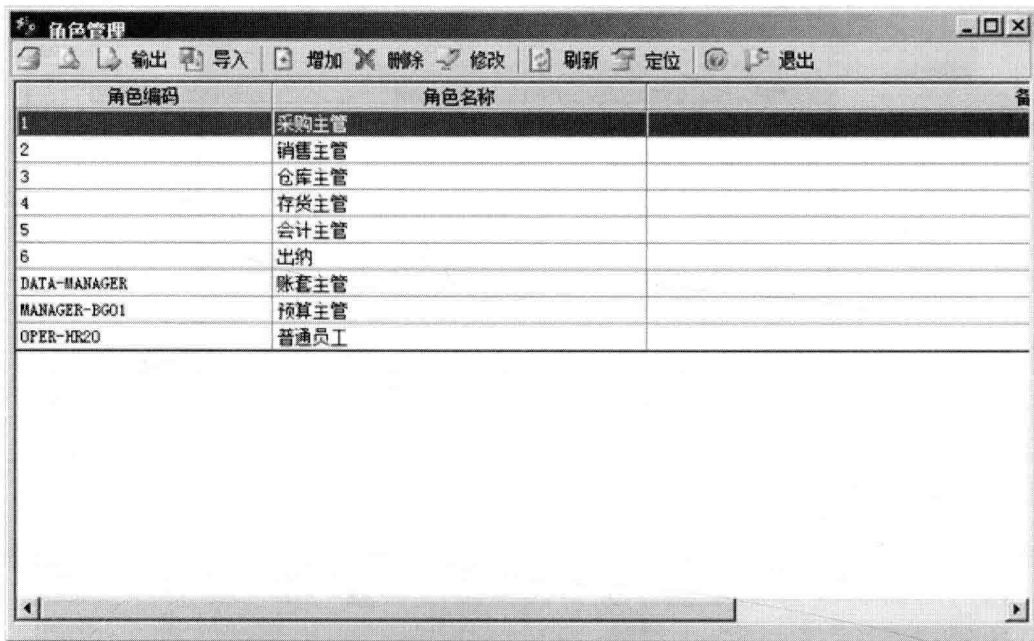 角色管理
输出 导入 增加 删除 修改 刷新 定位 退出
角色编码 角色名称 备
1 采购主管
2 销售主管
3 仓库主管
4 存货主管
5 会计主管
6 出纳
DATA-MANAGER 账套主管
MANAGER-BG01 预算主管
OPER-HR20 普通员工